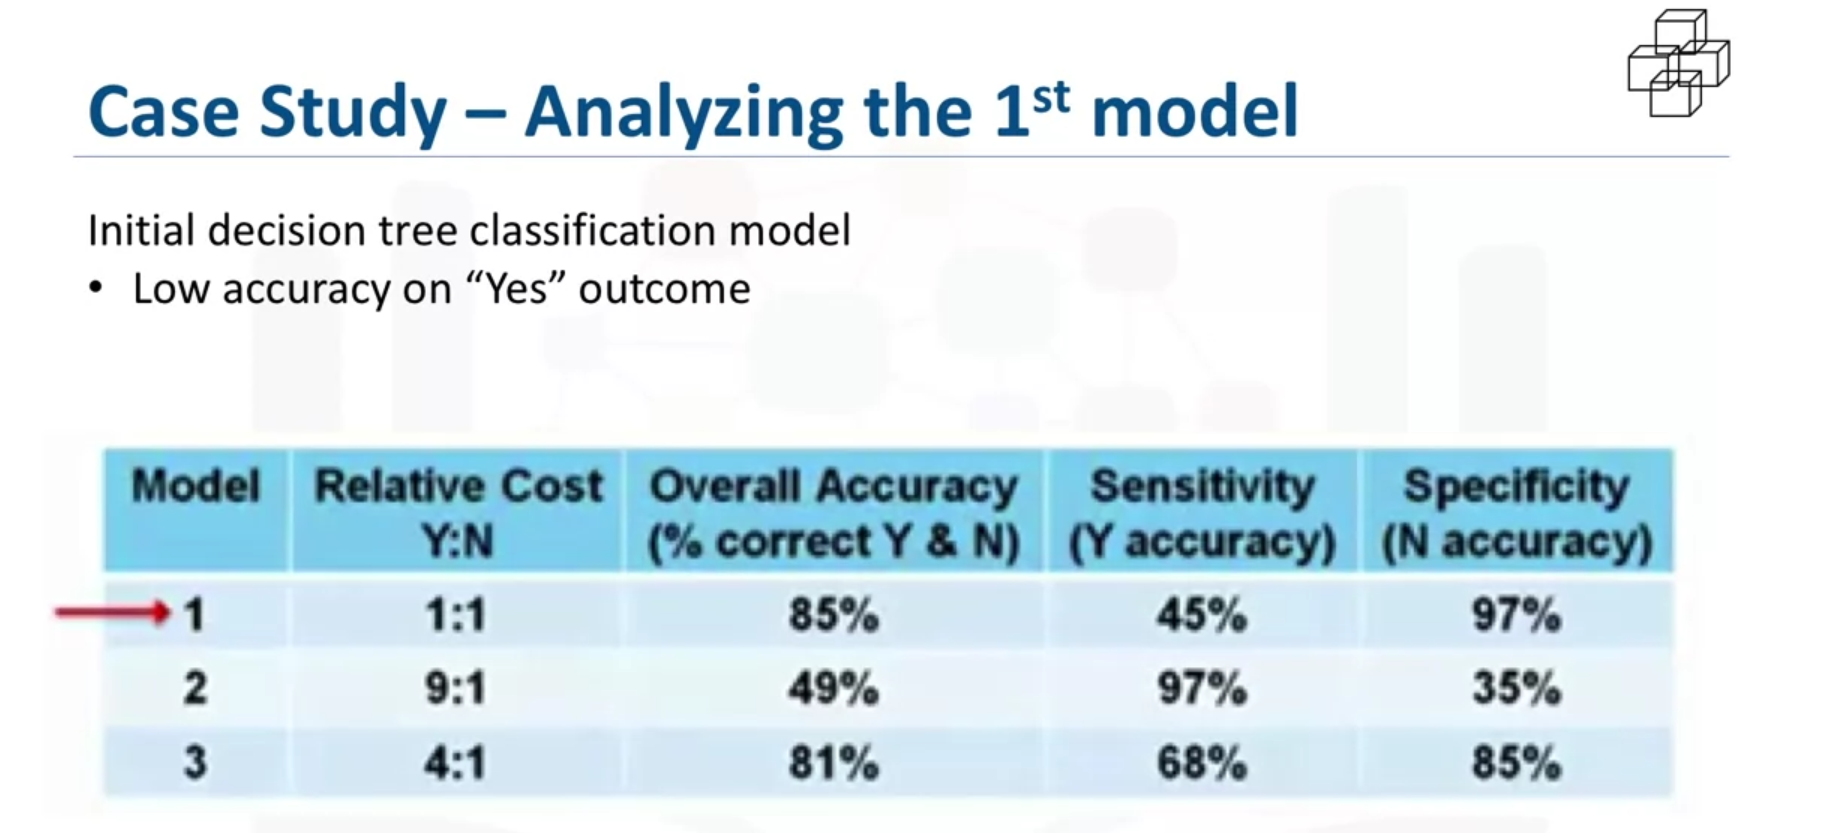 Case Study – Analyzing the 1st model
Initial decision tree classification model
• Low accuracy on “Yes” outcome
Model Relative Cost Overall Accuracy Sensitivity Specificity
Y:N (% correct Y & N) (Y accuracy) (N accuracy)
1 1:1 85% 45% 97%
2 9:1 49% 97% 35%
3 4:1 81% 68% 85%